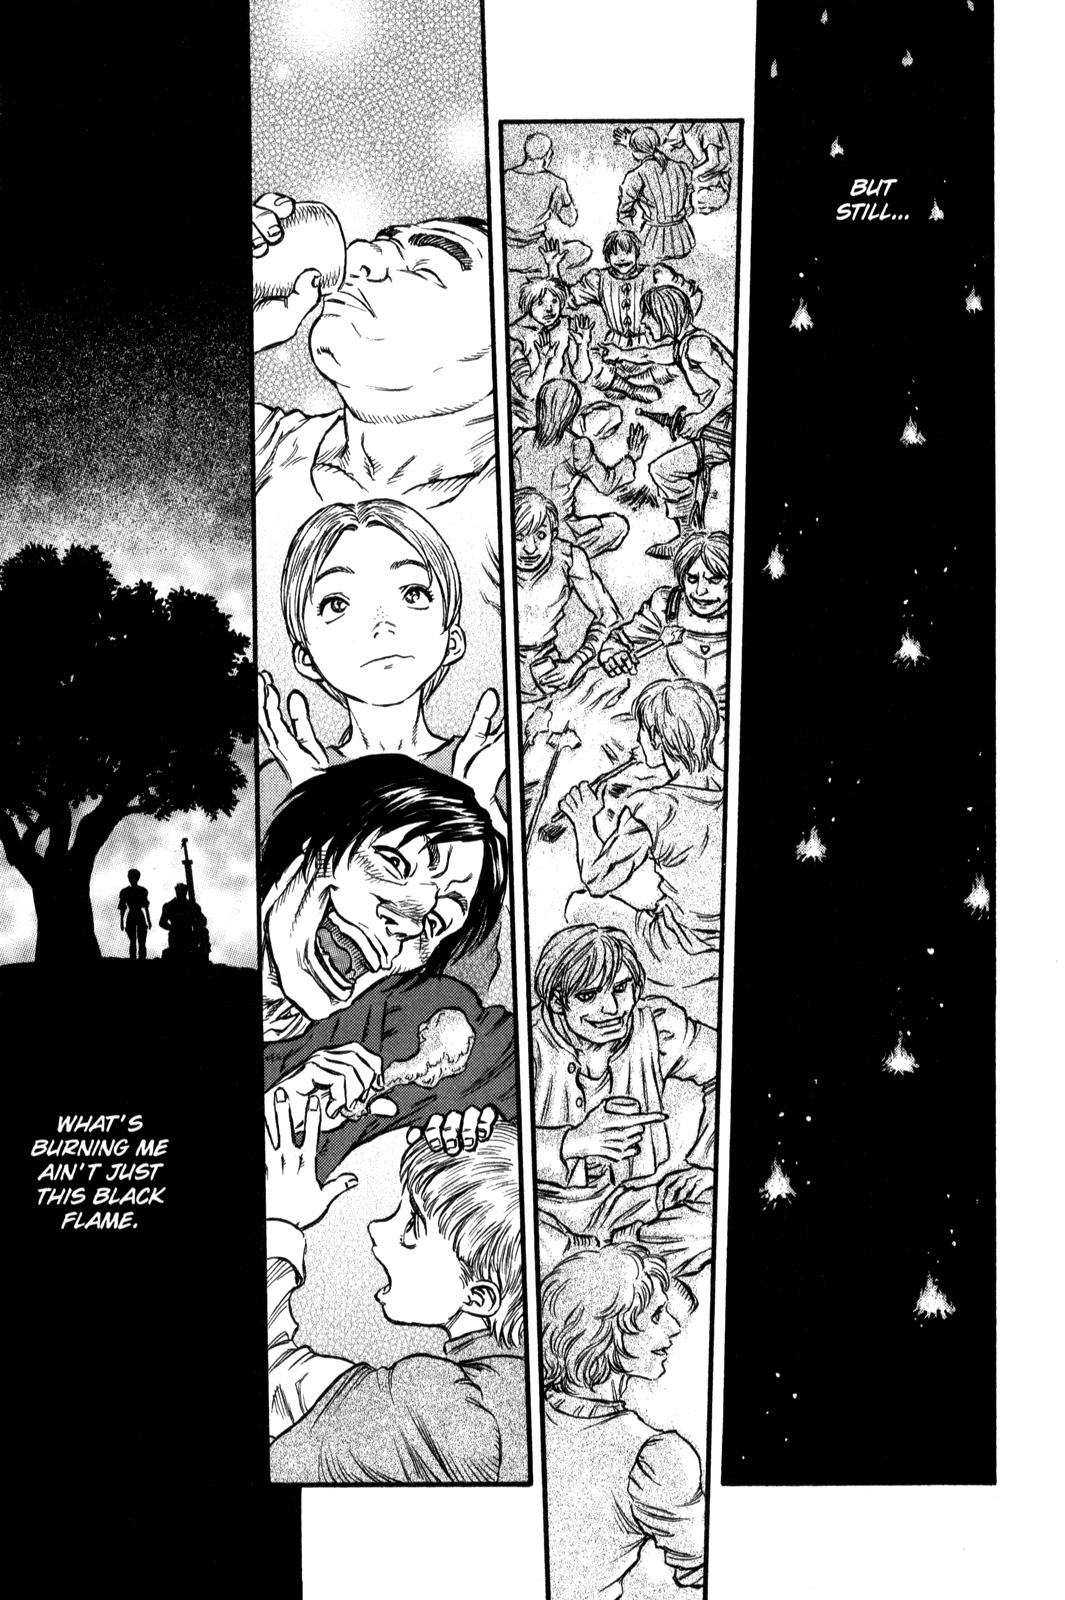 BUT
STILL...
WHAT'S
BURNING ME
AIN'T JUST
THIS BLACK
FLAME.